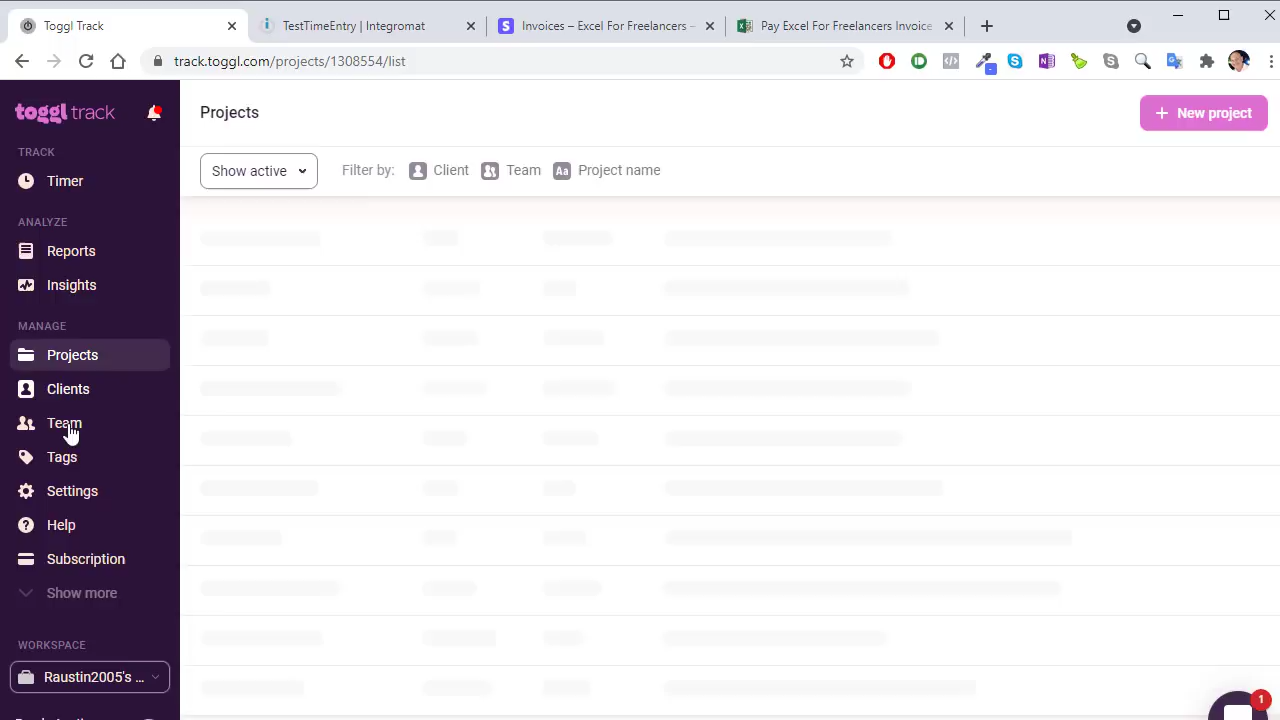 Toggl Track
TestTimeEntry | Integromat
Invoices – Excel For Freelancers –
Pay Excel For Freelancers Invoice
track.toggl.com/projects/1308554/list
toggl track
Projects
New project
TRACK
Show active
Filter by:
Client
Team
Aa
Project name
Timer
ANALYZE
Reports
Insights
MANAGE
Projects
Clients
Team
Tags
Settings
Help
Subscription
Show more
WORKSPACE
Raustin2005's ...
1